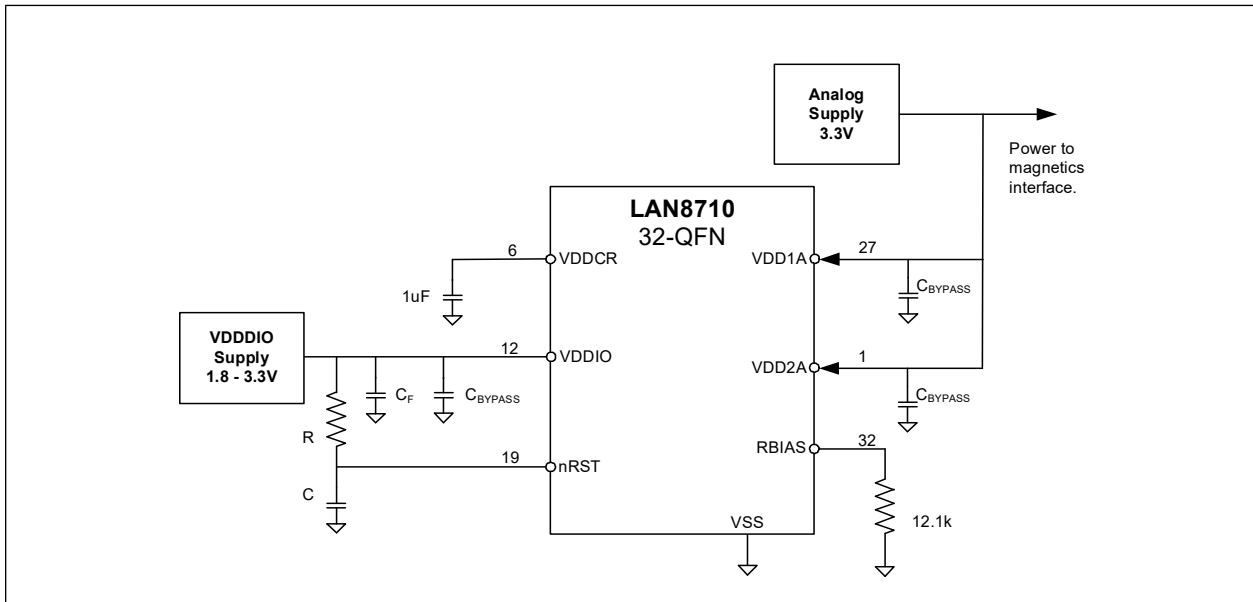 Analog
Supply
3.3V
Power to
magnetics
interface.
LAN8710
32-QFN
6
VDDCR
VDD1A
27
1uF
CBYPASS
VDDDIO
Supply
1.8 - 3.3V
12
VDDIO
VDD2A
1
CF
CBYPASS
CBYPASS
R
RBIAS
32
19
nRST
C
VSS
12.1k